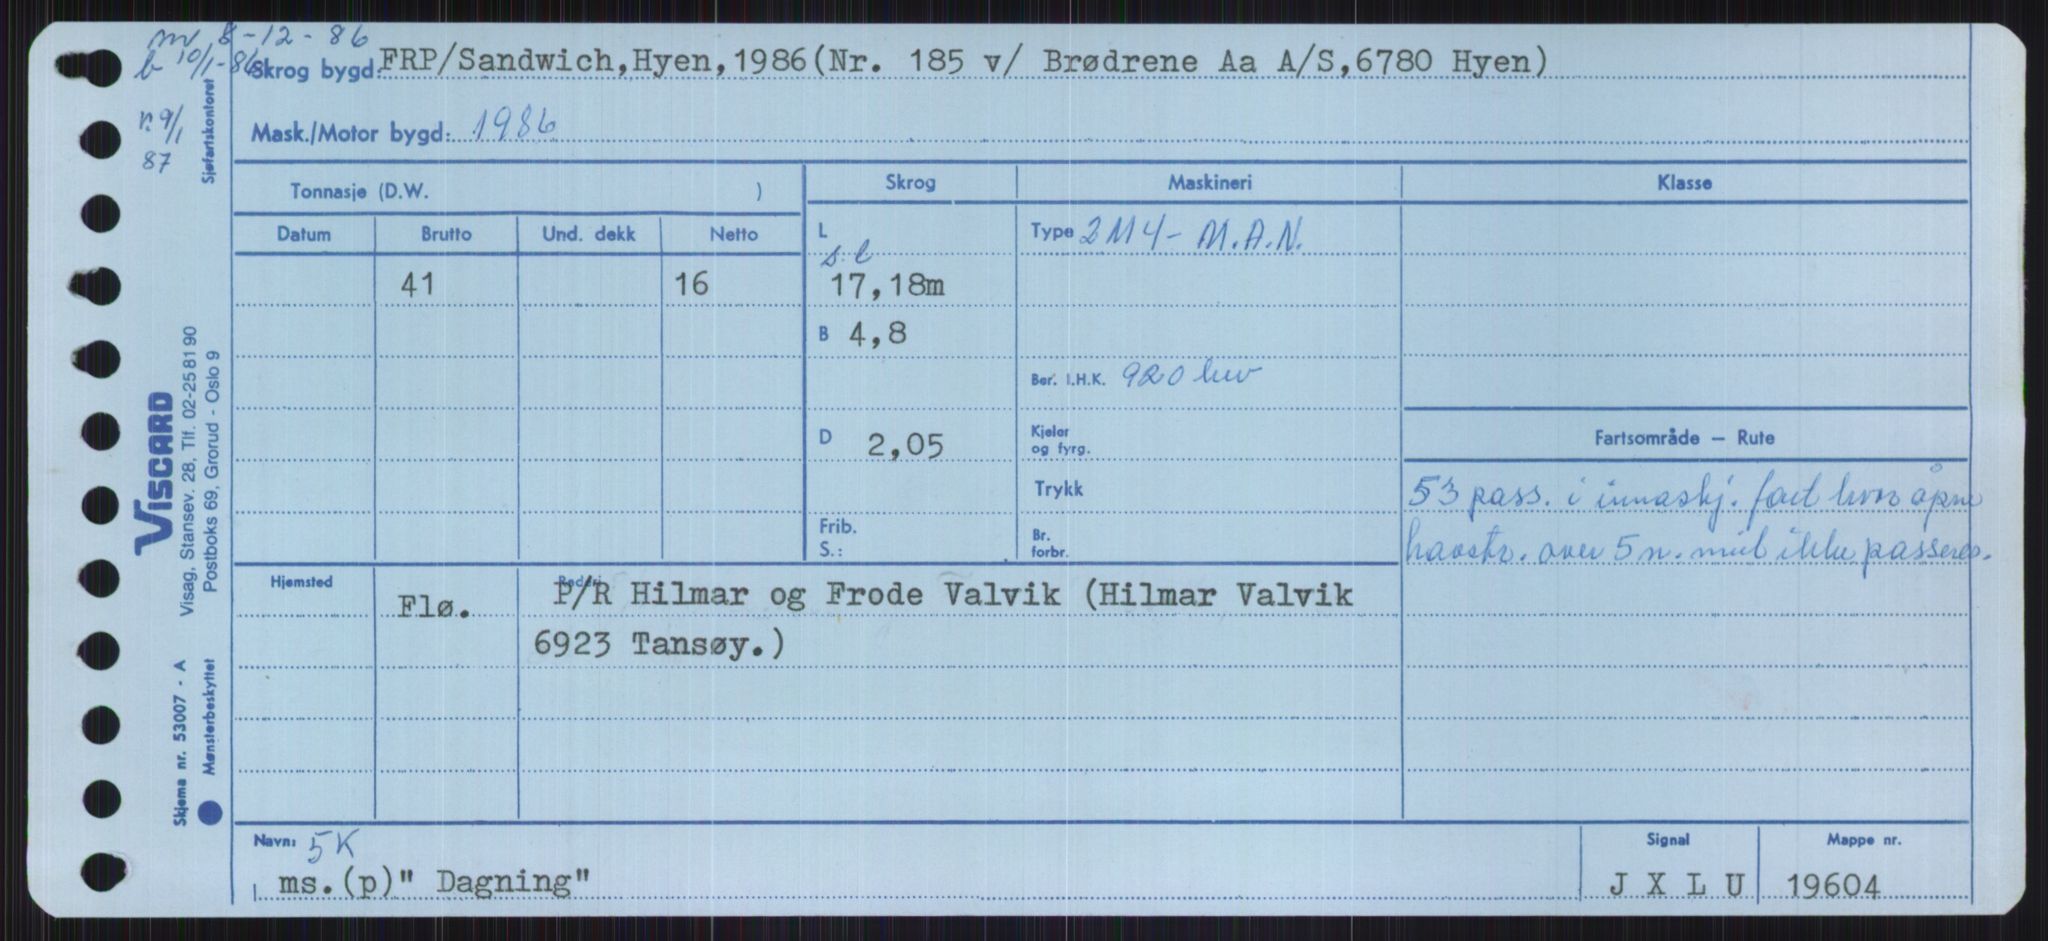 m 8-12-86
b 10/1-86
r. 9/1
87
Skrog bygd: FRP/Sandwich,Hyen,1986(Nr. 185 v/ Brødrene Aa A/S,6780 Hyen)
Mask./Motor bygd: 1986
Sjøfartskontoret
Tonnasje (D.W. )
Skrog Maskineri Klasse
Datum Brutto Und. dekk Netto
L Type 2M4- M.A.N.
s. l
41 16 17,18m
B 4,8
Ber. I.H.K. 920 hw
D 2,05
Kjeler og fyrg.
Fartsområde – Rute
Trykk
53 pass. i innaskj. fart hvor åpne
Frib.
S.:
Br. forbr.
havstr. over 5 n. mil ikke passeres.
Hjemsted Flø. Rederi P/R Hilmar og Frode Valvik (Hilmar Valvik
6923 Tansøy.)
VISCARD
Visag, Stansev. 28, Tlf. 02-25 81 90
Postboks 69, Grorud - Oslo 9
Skjema nr. 53007 - A
Mønsterbeskyttet
Navn: 5K
ms.(p)" Dagning"
Signal
J X L U
Mappe nr.
19604